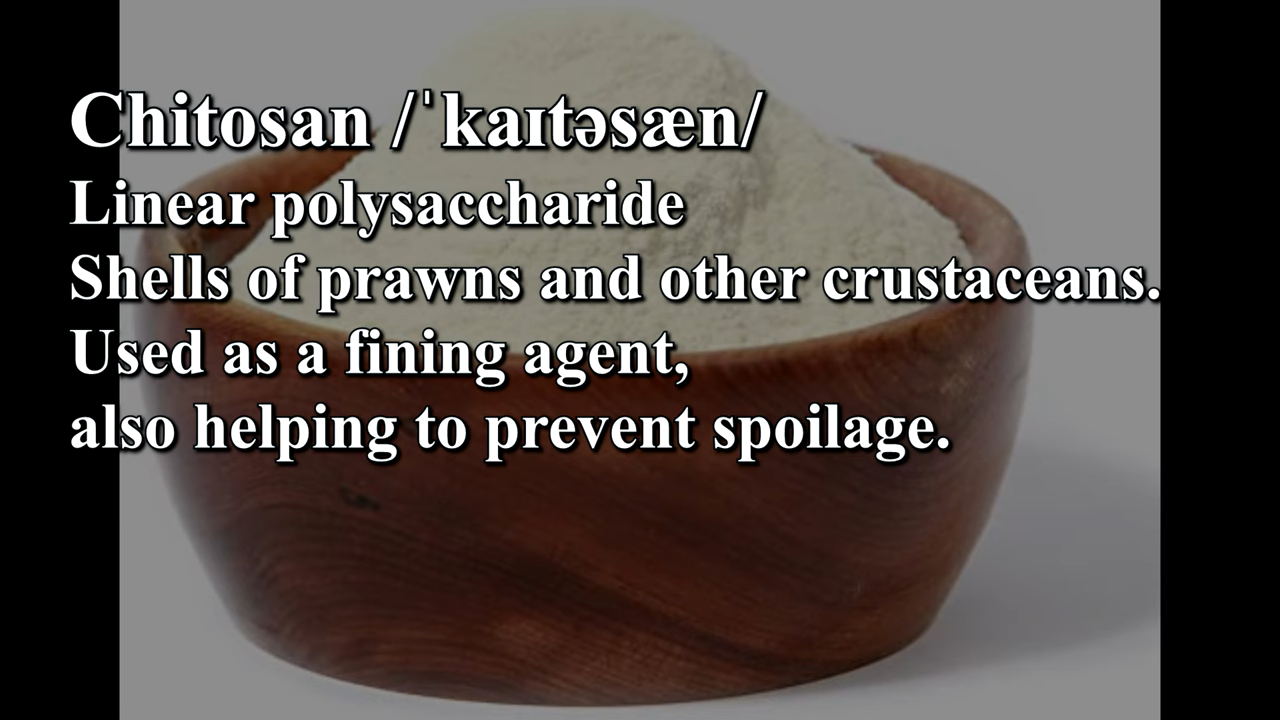 Chitosan /ˈkaɪtəsæn/
Linear polysaccharide
Shells of prawns and other crustaceans.
Used as a fining agent,
also helping to prevent spoilage.